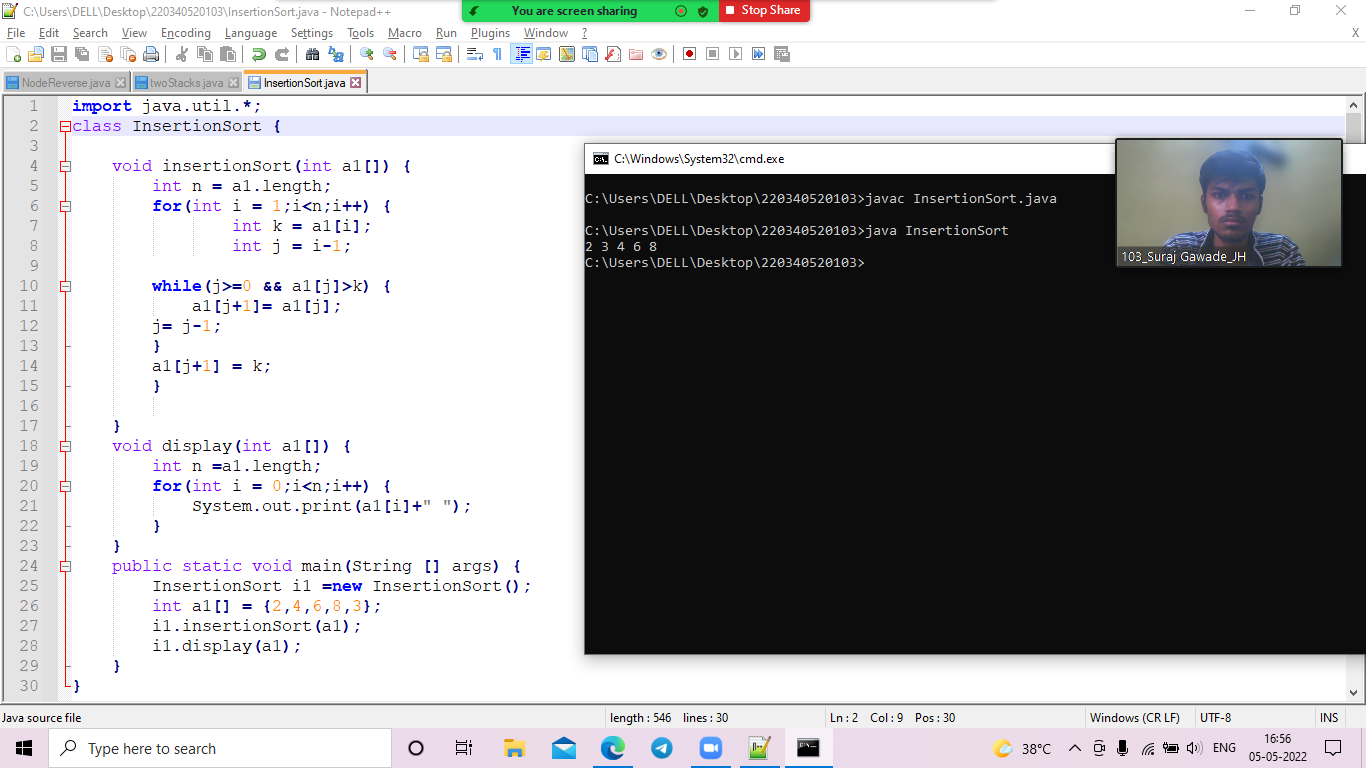 C:\Users\DELL\Desktop\220340520103\InsertionSort.java - Notepad++
You are screen sharing
Stop Share
File Edit Search View Encoding Language Settings Tools Macro Run Plugins Window ?
X
NodeReverse.java
twoStacks.java
InsertionSort.java
1 import java.util.*;
2 class InsertionSort {
3
4 void insertionSort(int a1[]) {
5 int n = a1.length;
6 for(int i = 1;i<n;i++) {
7 int k = a1[i];
8 int j = i-1;
9
10 while(j>=0 && a1[j]>k) {
11 a1[j+1]= a1[j];
12 j= j-1;
13 }
14 a1[j+1] = k;
15 }
16
17 }
18 void display(int a1[]) {
19 int n =a1.length;
20 for(int i = 0;i<n;i++) {
21 System.out.print(a1[i]+" ");
22 }
23 }
24 public static void main(String [] args) {
25 InsertionSort i1 =new InsertionSort();
26 int a1[] = {2,4,6,8,3};
27 i1.insertionSort(a1);
28 i1.display(a1);
29 }
30 }
C:\Windows\System32\cmd.exe
C:\Users\DELL\Desktop\220340520103>javac InsertionSort.java
C:\Users\DELL\Desktop\220340520103>java InsertionSort
2 3 4 6 8
C:\Users\DELL\Desktop\220340520103>
103_Suraj Gawade_JH
Java source file
length : 546 lines : 30
Ln : 2 Col : 9 Pos : 30
Windows (CR LF)
UTF-8
INS
Type here to search
38°C
ENG
16:56
05-05-2022